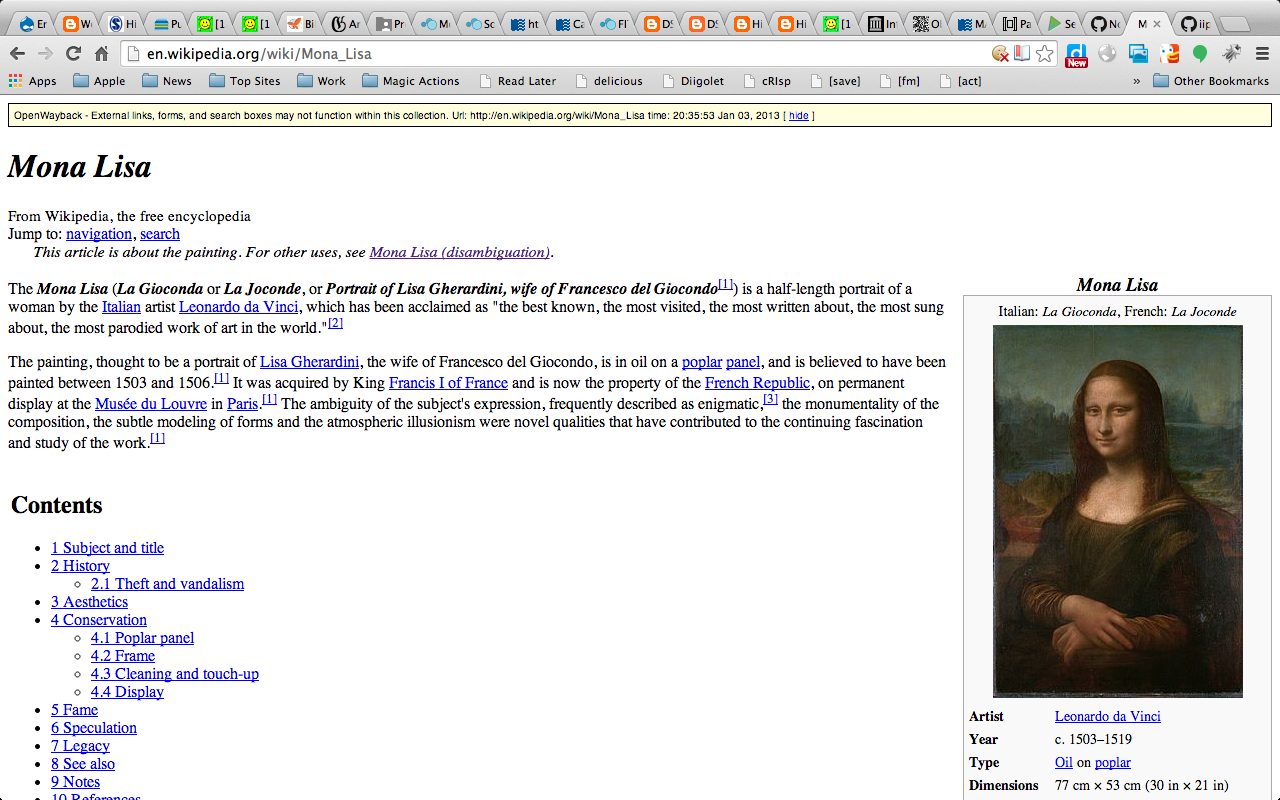 Er
W
Hi
Pu
[1
[1
Bi
Ar
Pr
M
So
ht
Ca
Fl
D
D
Hi
Hi
[1
In
Ol
M
Pa
Se
No
M
iip
en.wikipedia.org/wiki/Mona_Lisa
New
Apps Apple News Top Sites Work Magic Actions Read Later delicious Diigolet cRIsp [save] [fm] [act] » Other Bookmarks
OpenWayback - External links, forms, and search boxes may not function within this collection. Url: http://en.wikipedia.org/wiki/Mona_Lisa time: 20:35:53 Jan 03, 2013 [ hide ]
Mona Lisa
From Wikipedia, the free encyclopedia
Jump to: navigation, search
This article is about the painting. For other uses, see Mona Lisa (disambiguation).
The Mona Lisa (La Gioconda or La Joconde, or Portrait of Lisa Gherardini, wife of Francesco del Giocondo[1]) is a half-length portrait of a
woman by the Italian artist Leonardo da Vinci, which has been acclaimed as "the best known, the most visited, the most written about, the most sung
about, the most parodied work of art in the world."[2]
The painting, thought to be a portrait of Lisa Gherardini, the wife of Francesco del Giocondo, is in oil on a poplar panel, and is believed to have been
painted between 1503 and 1506.[1] It was acquired by King Francis I of France and is now the property of the French Republic, on permanent
display at the Musée du Louvre in Paris.[1] The ambiguity of the subject's expression, frequently described as enigmatic,[3] the monumentality of the
composition, the subtle modeling of forms and the atmospheric illusionism were novel qualities that have contributed to the continuing fascination
and study of the work.[1]
Contents
1 Subject and title
2 History
2.1 Theft and vandalism
3 Aesthetics
4 Conservation
4.1 Poplar panel
4.2 Frame
4.3 Cleaning and touch-up
4.4 Display
5 Fame
6 Speculation
7 Legacy
8 See also
9 Notes
10 References
Mona Lisa
Italian: La Gioconda, French: La Joconde
Artist Leonardo da Vinci
Year c. 1503–1519
Type Oil on poplar
Dimensions 77 cm × 53 cm (30 in × 21 in)